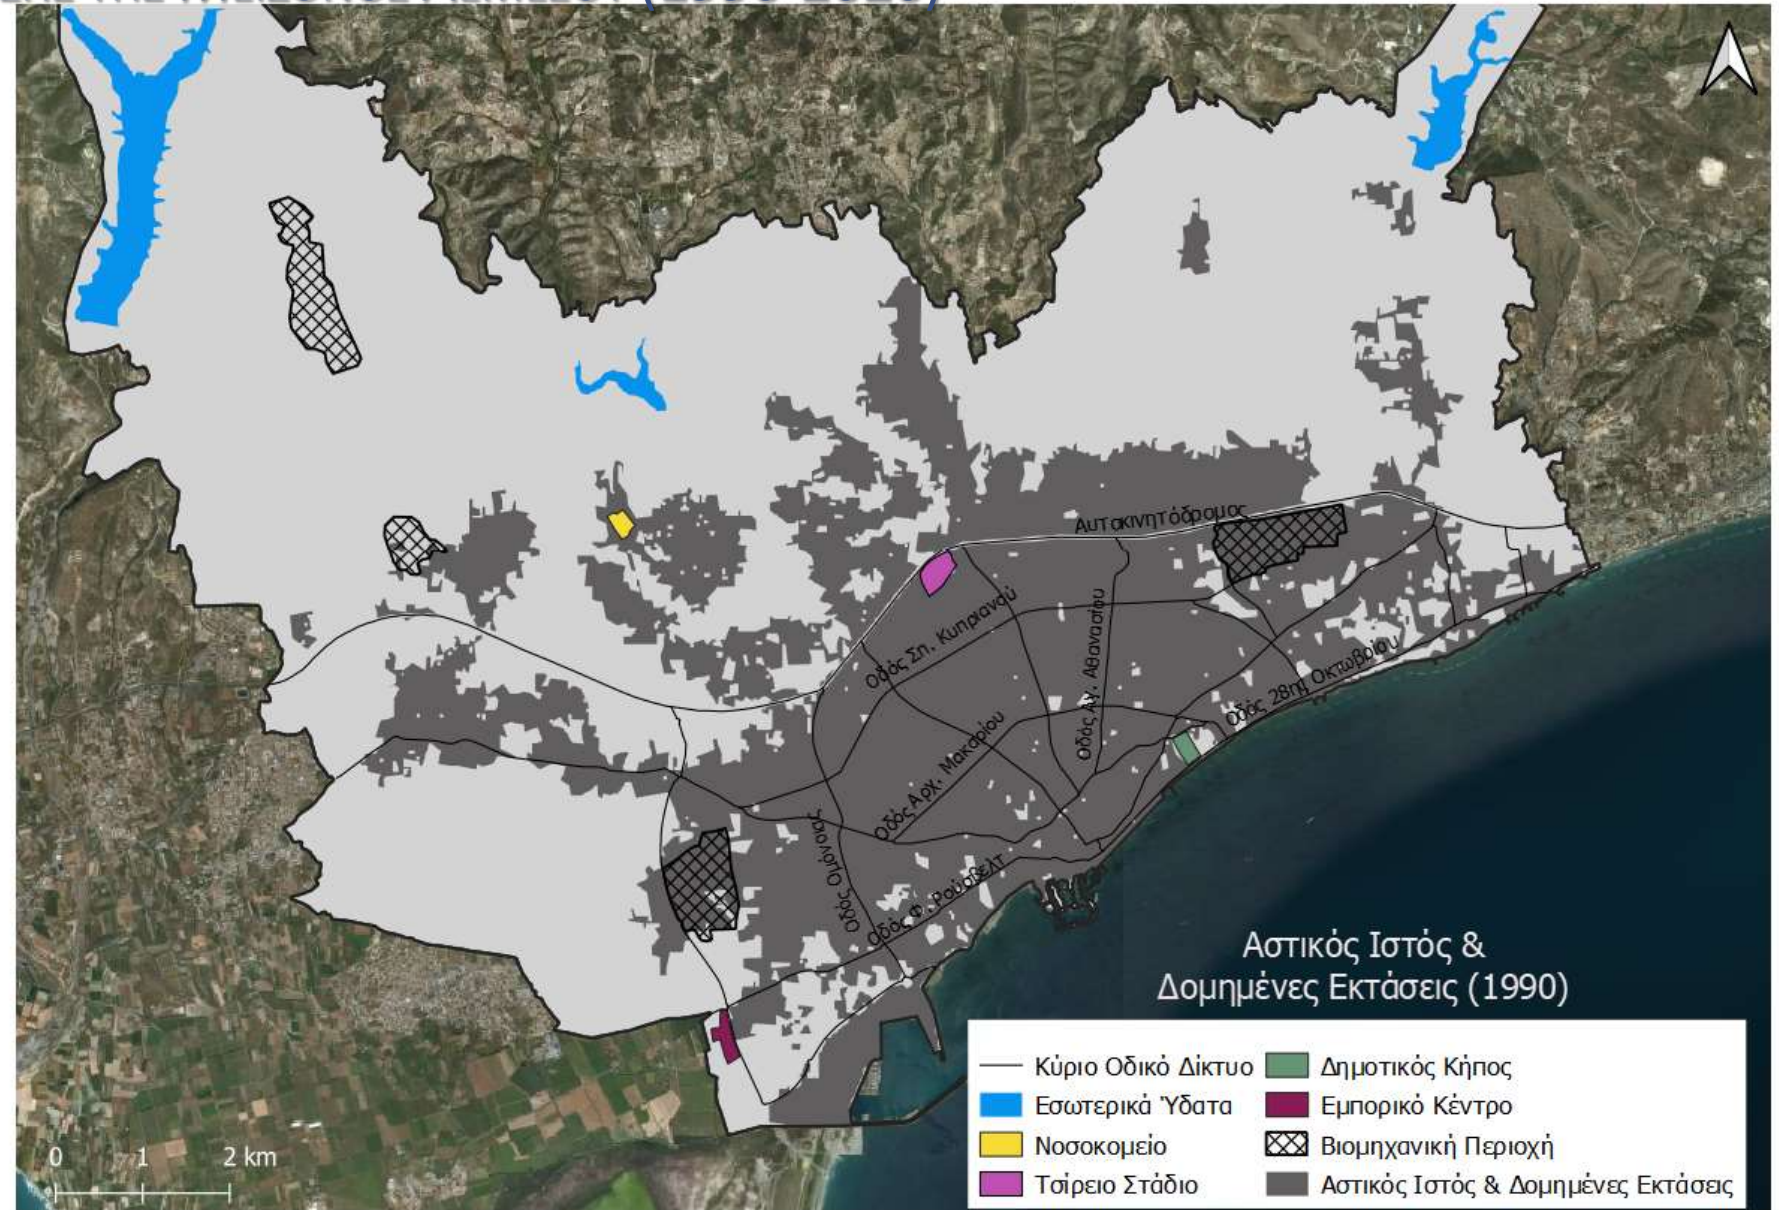 Αυτοκινητόδρομος
Οδός Σπ. Κυπριανού
Οδός Αγ. Αθανασίου
Οδός 28ης Οκτωβρίου
Οδός Αρχ. Μακαρίου
Οδός Ομόνοιας
Οδός Φ. Ρούσβελτ
Αστικός Ιστός &
Δομημένες Εκτάσεις (1990)
Κύριο Οδικό Δίκτυο
Δημοτικός Κήπος
Εσωτερικά Ύδατα
Εμπορικό Κέντρο
Νοσοκομείο
Βιομηχανική Περιοχή
Τσίρειο Στάδιο
Αστικός Ιστός & Δομημένες Εκτάσεις
0 1 2 km